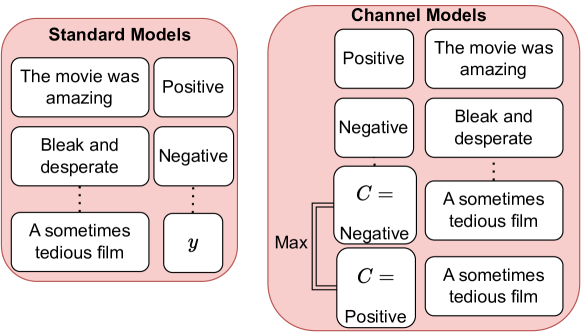 Standard Models
The movie was
amazing
Positive
Bleak and
desperate
Negative
A sometimes
tedious film
y
Channel Models
Positive
The movie was
amazing
Negative
Bleak and
desperate
C =
Negative
A sometimes
tedious film
Max
C =
Positive
A sometimes
tedious film